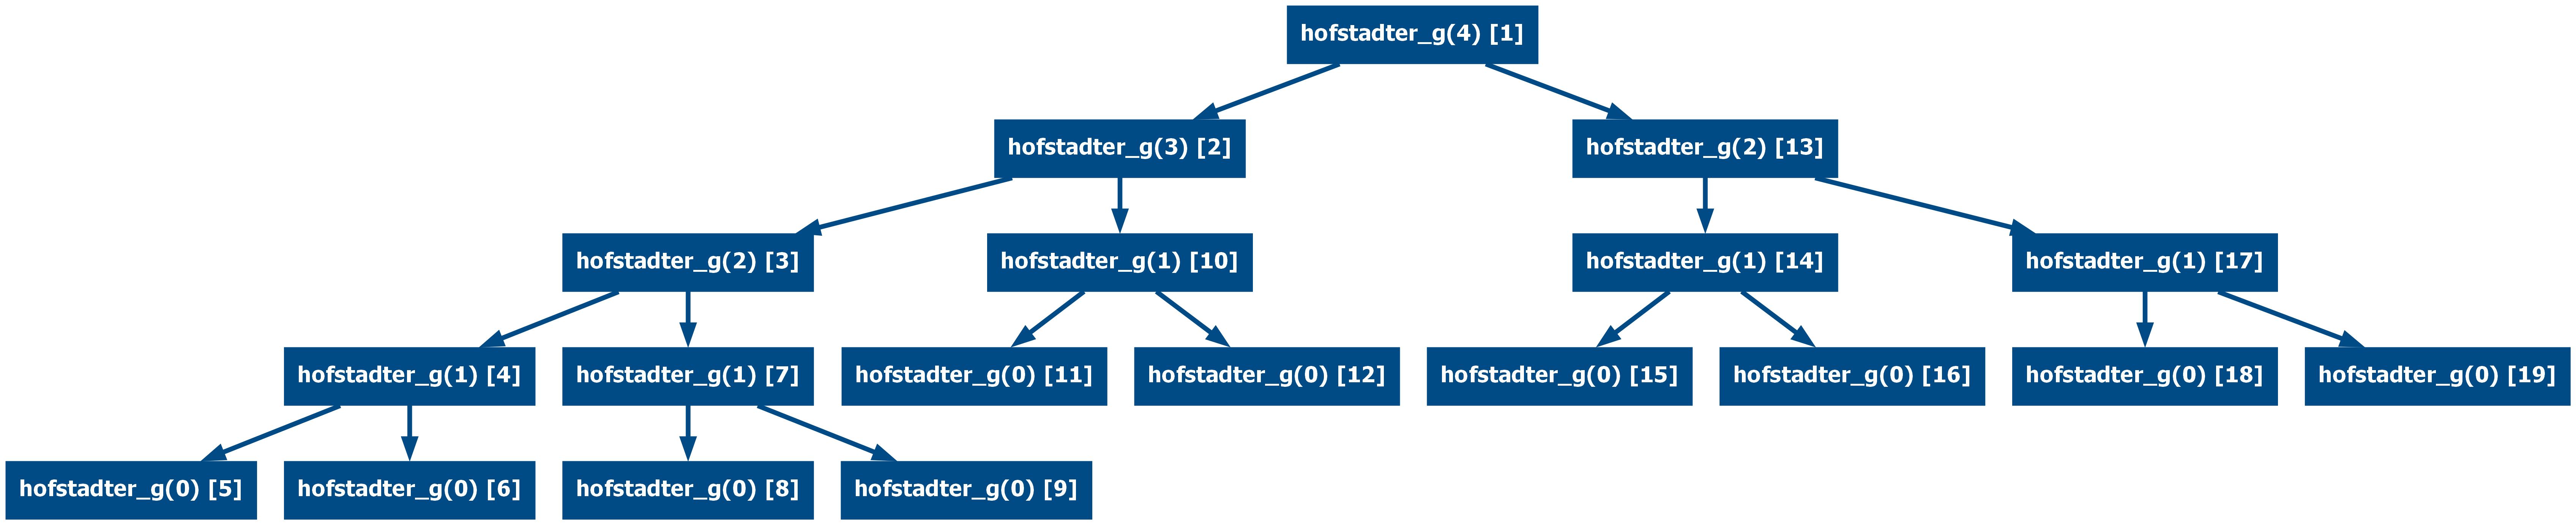 hofstadter_g(4) [1]
hofstadter_g(3) [2]
hofstadter_g(2) [13]
hofstadter_g(2) [3]
hofstadter_g(1) [10]
hofstadter_g(1) [14]
hofstadter_g(1) [17]
hofstadter_g(1) [4]
hofstadter_g(1) [7]
hofstadter_g(0) [11]
hofstadter_g(0) [12]
hofstadter_g(0) [15]
hofstadter_g(0) [16]
hofstadter_g(0) [18]
hofstadter_g(0) [19]
hofstadter_g(0) [5]
hofstadter_g(0) [6]
hofstadter_g(0) [8]
hofstadter_g(0) [9]